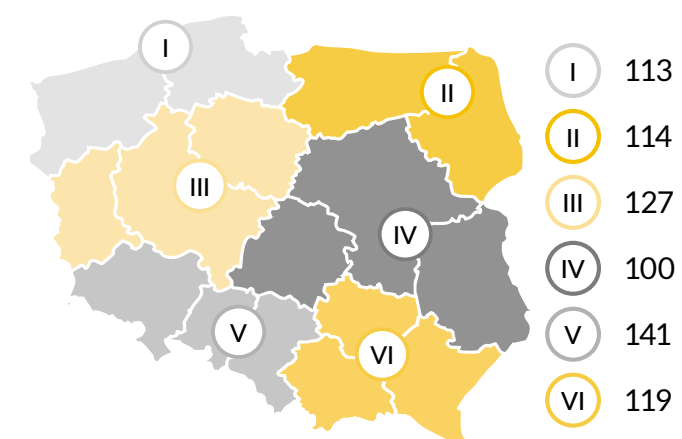 I
II
III
IV
V
VI
I 113
II 114
III 127
IV 100
V 141
VI 119